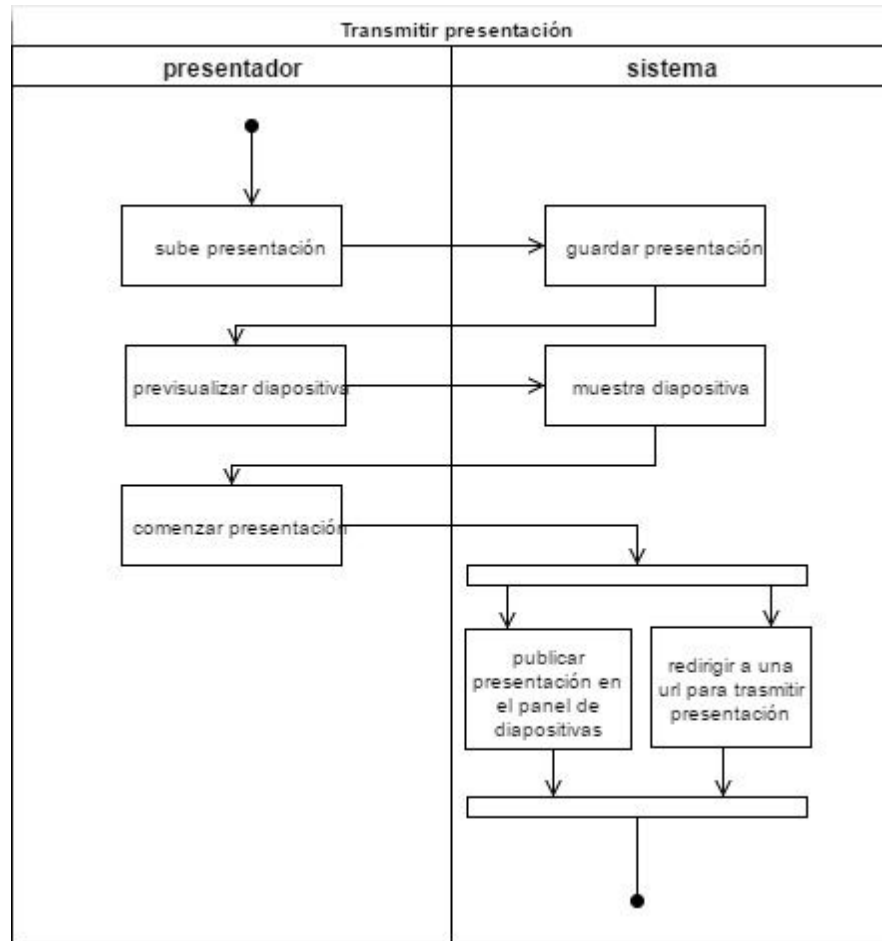 Transmitir presentación
presentador
sistema
sube presentación
guardar presentación
previsualizar diapositiva
muestra diapositiva
comenzar presentación
publicar
presentación en
el panel de
diapositivas
redirigir a una
url para trasmitir
presentación